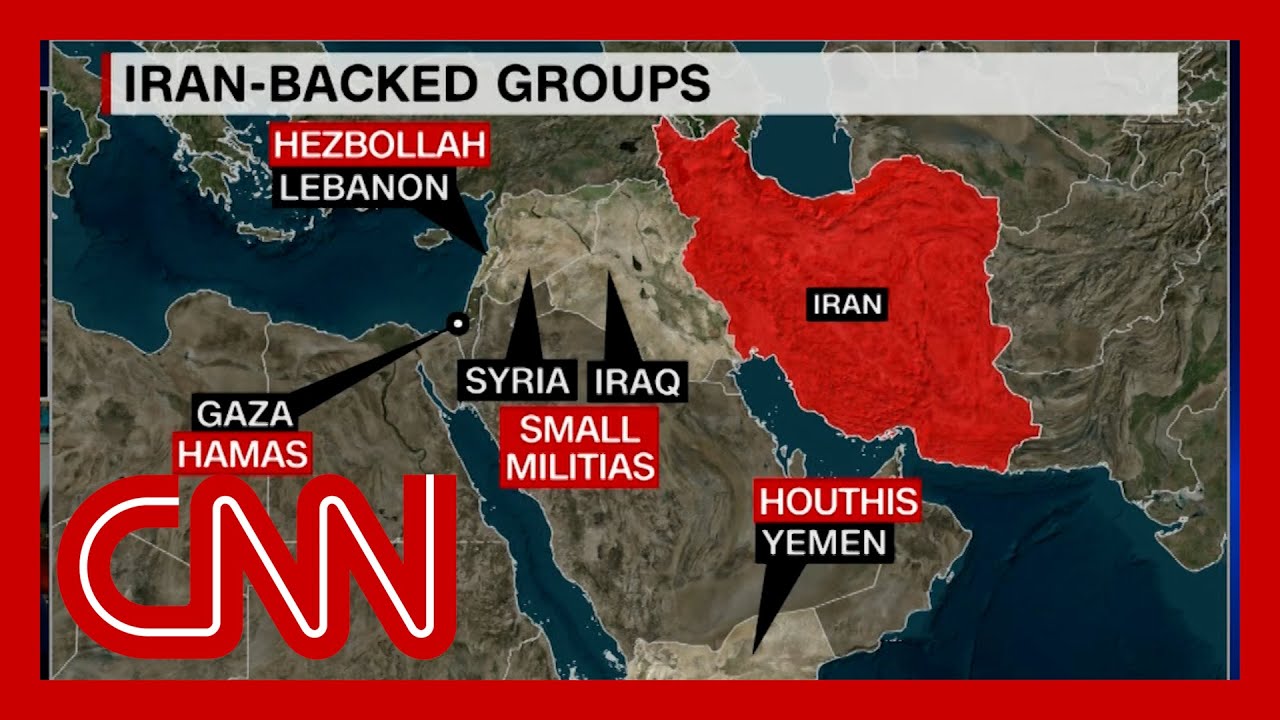 IRAN-BACKED GROUPS
HEZBOLLAH
LEBANON
IRAN
SYRIA
IRAQ
SMALL
MILITIAS
GAZA
HAMAS
HOUTHIS
YEMEN
CNN